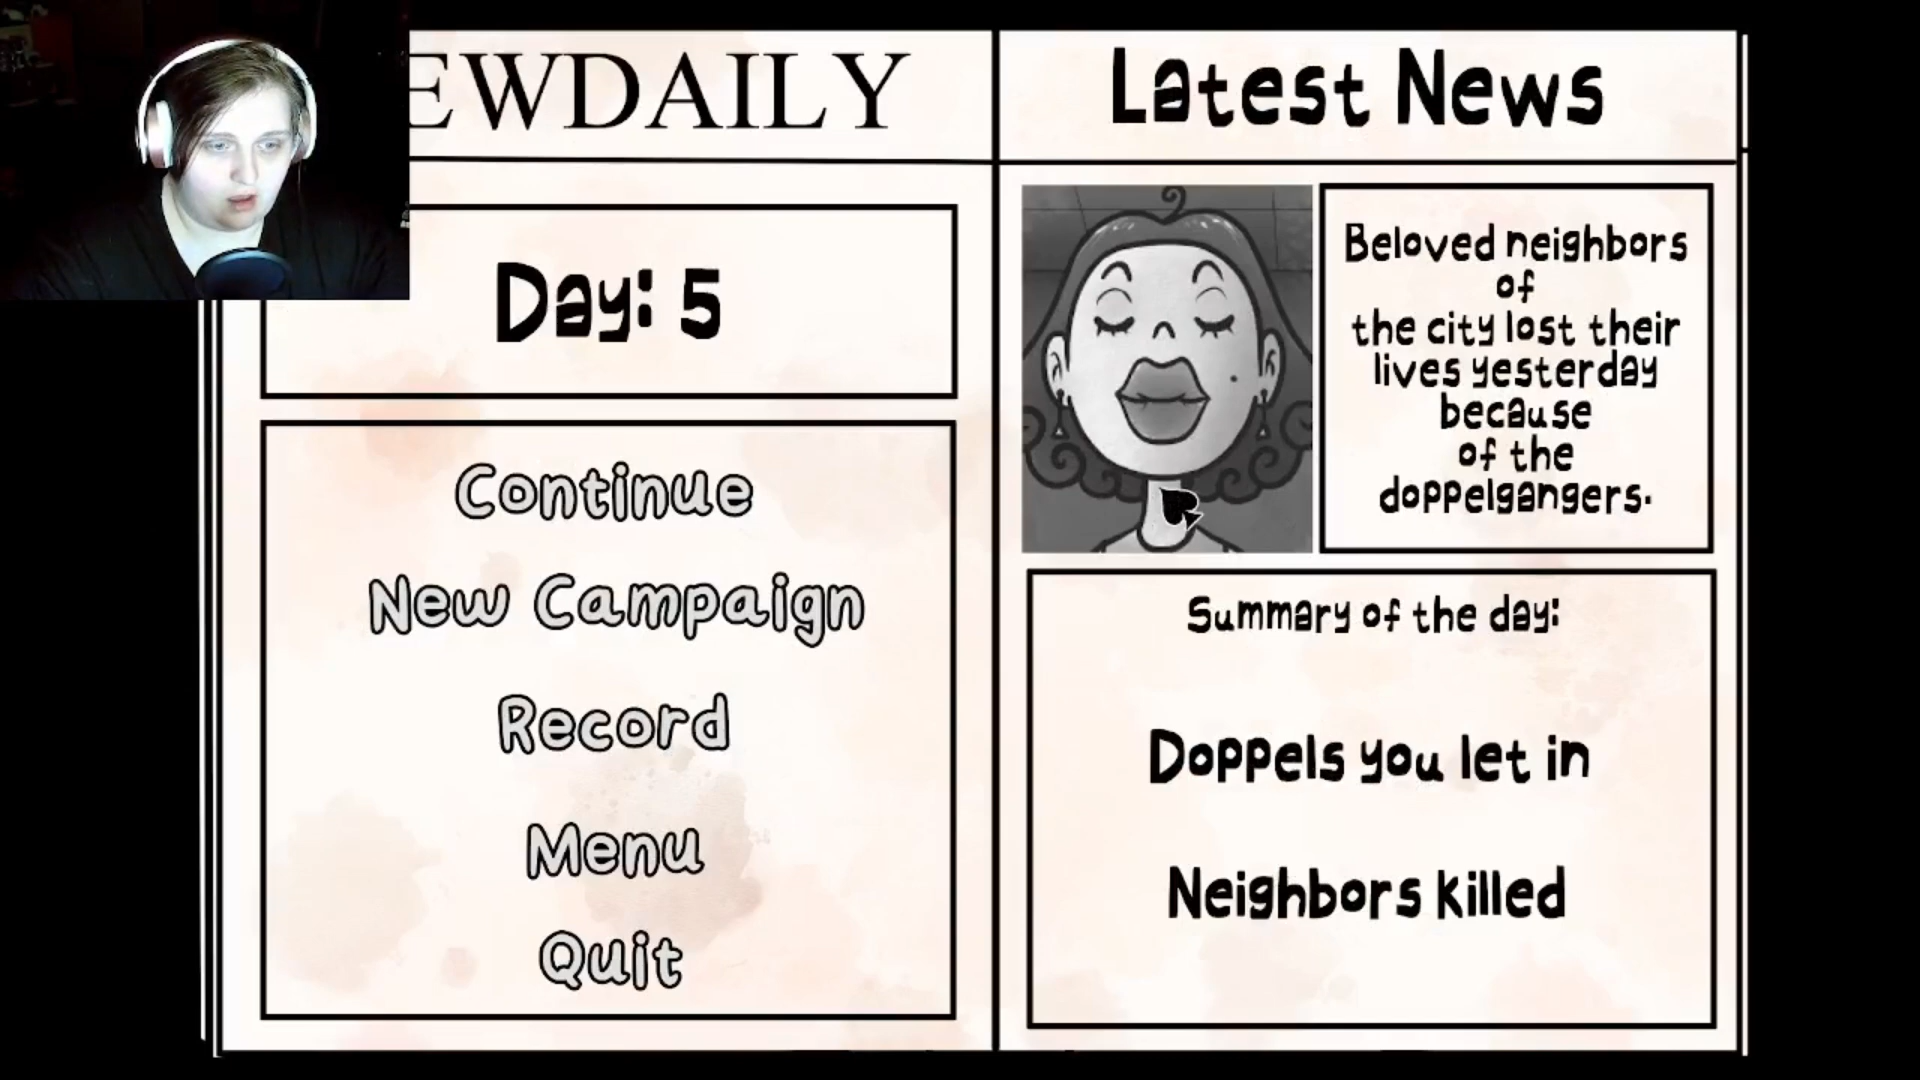 EWDAILY
Day: 5
Continue
New Campaign
Record
Menu
Quit
Latest News
Beloved neighbors
of
the city lost their
lives yesterday
because
of the
doppelgangers.
Summary of the day:
Doppels you let in
Neighbors killed